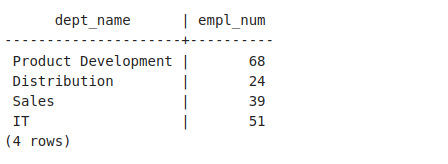 dept_name      | empl_num
---------------------+----------
 Product Development |       68
 Distribution        |       24
 Sales               |       39
 IT                  |       51
(4 rows)